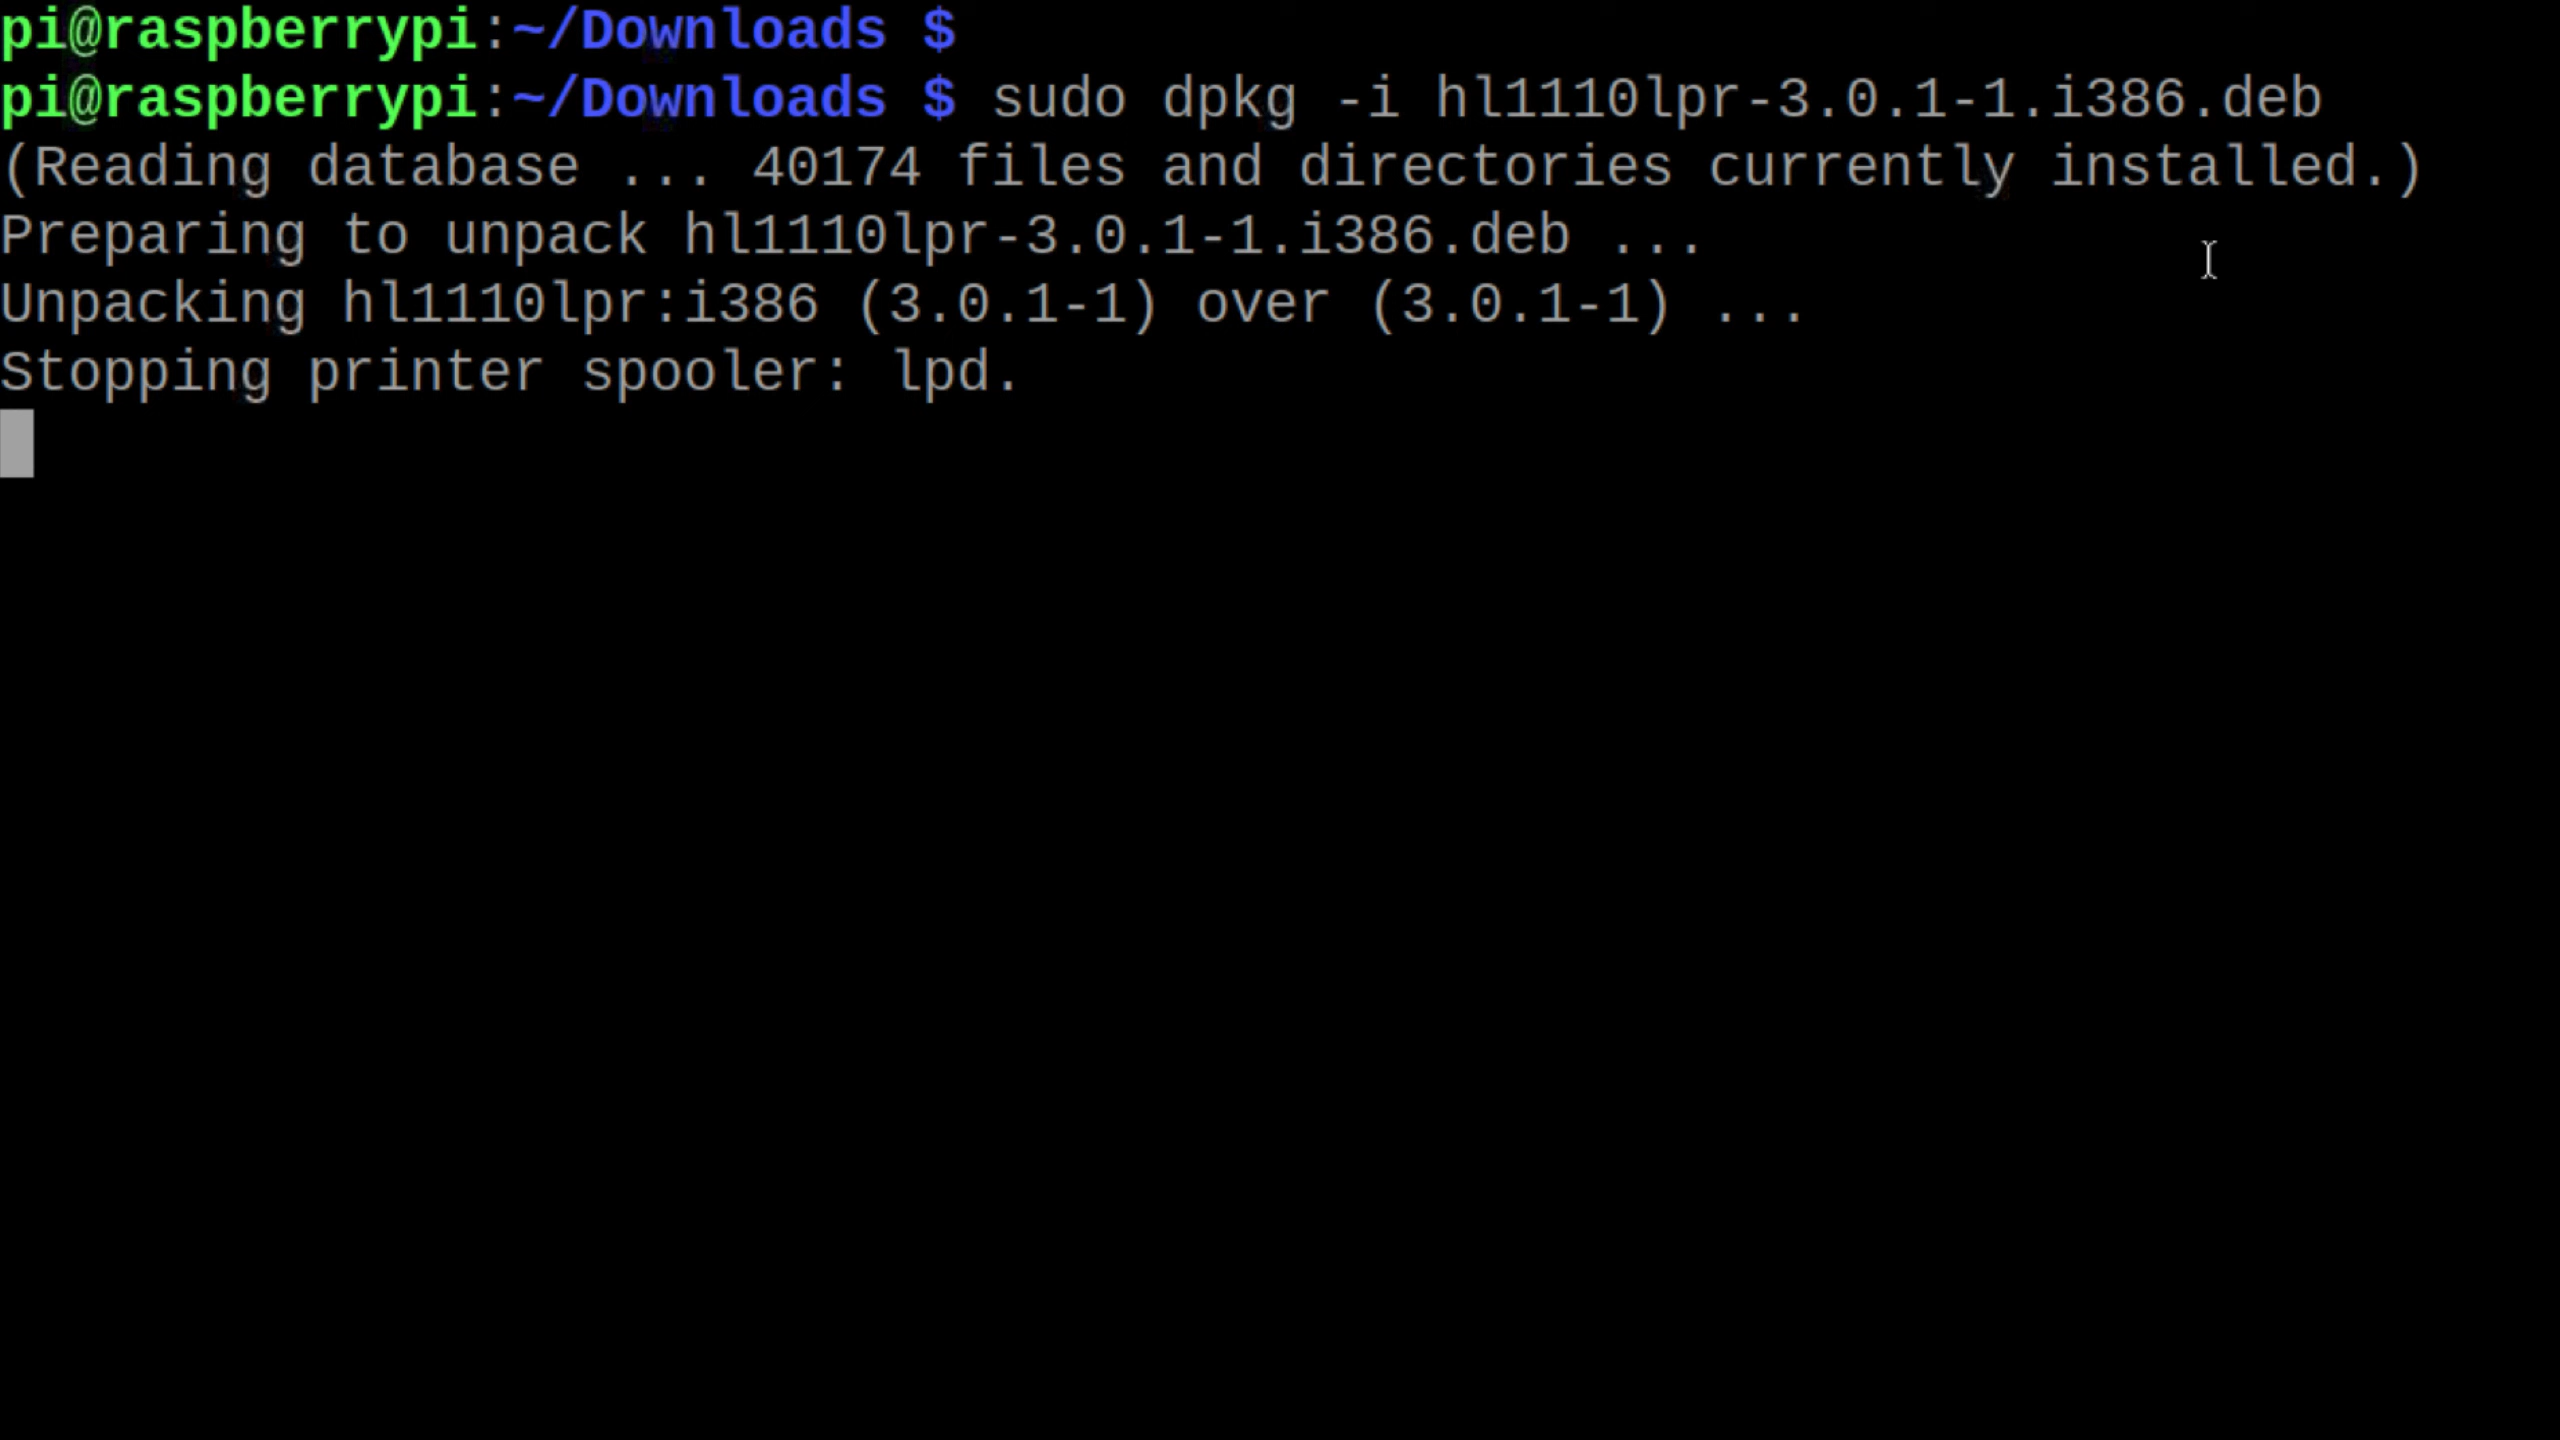 pi@raspberrypi:~/Downloads $
pi@raspberrypi:~/Downloads $ sudo dpkg -i hl1110lpr-3.0.1-1.i386.deb
(Reading database ... 40174 files and directories currently installed.)
Preparing to unpack hl1110lpr-3.0.1-1.i386.deb ...
Unpacking hl1110lpr:i386 (3.0.1-1) over (3.0.1-1) ...
Stopping printer spooler: lpd.